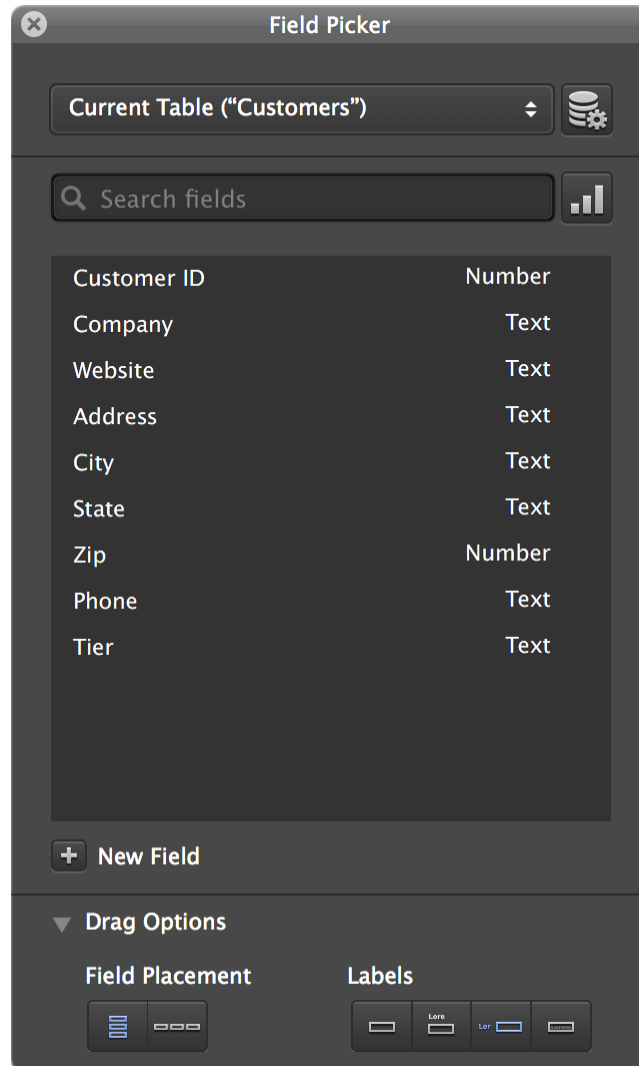 Field Picker
Current Table (“Customers”)
Search fields
Customer ID Number
Company Text
Website Text
Address Text
City Text
State Text
Zip Number
Phone Text
Tier Text
New Field
Drag Options
Field Placement Labels
Lore
Lor